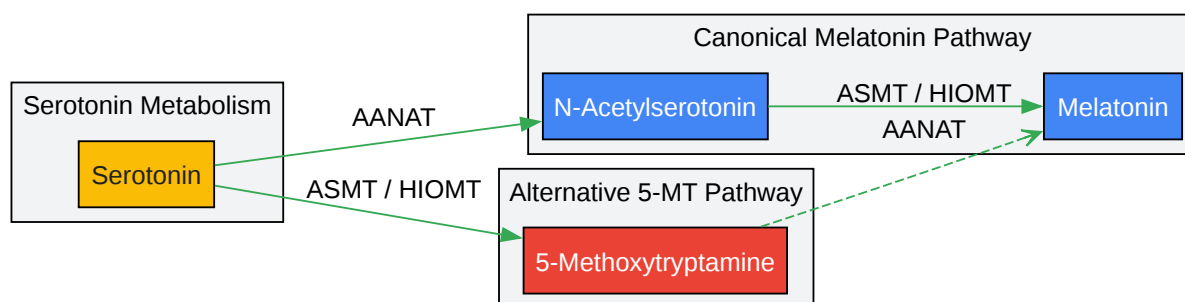 Canonical Melatonin Pathway
N-Acetylserotonin
ASMT / HIOMT
Melatonin
AANAT
Serotonin Metabolism
Serotonin
AANAT
ASMT / HIOMT
Alternative 5-MT Pathway
5-Methoxytryptamine